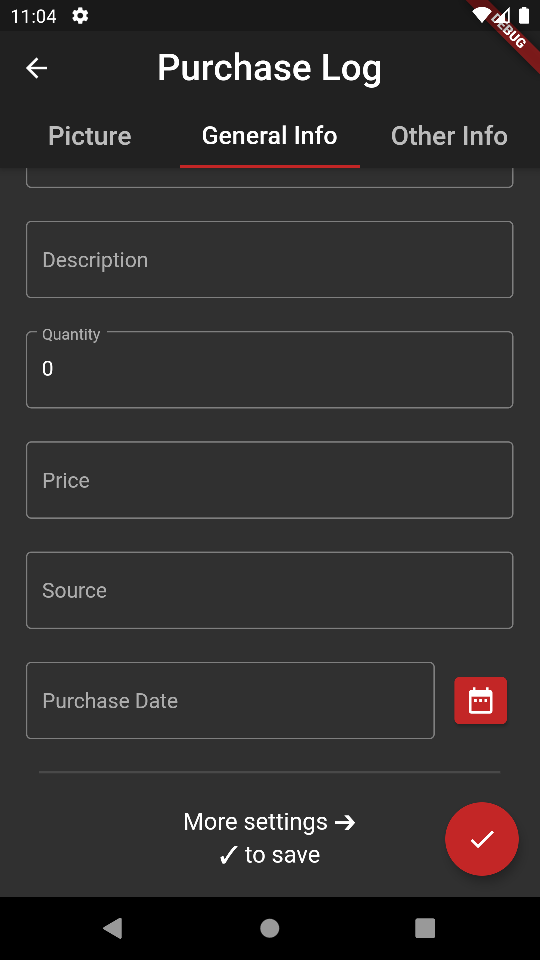 11:04
DEBUG
Purchase Log
Picture
General Info
Other Info
Description
Quantity
0
Price
Source
Purchase Date
More settings →
✓ to save